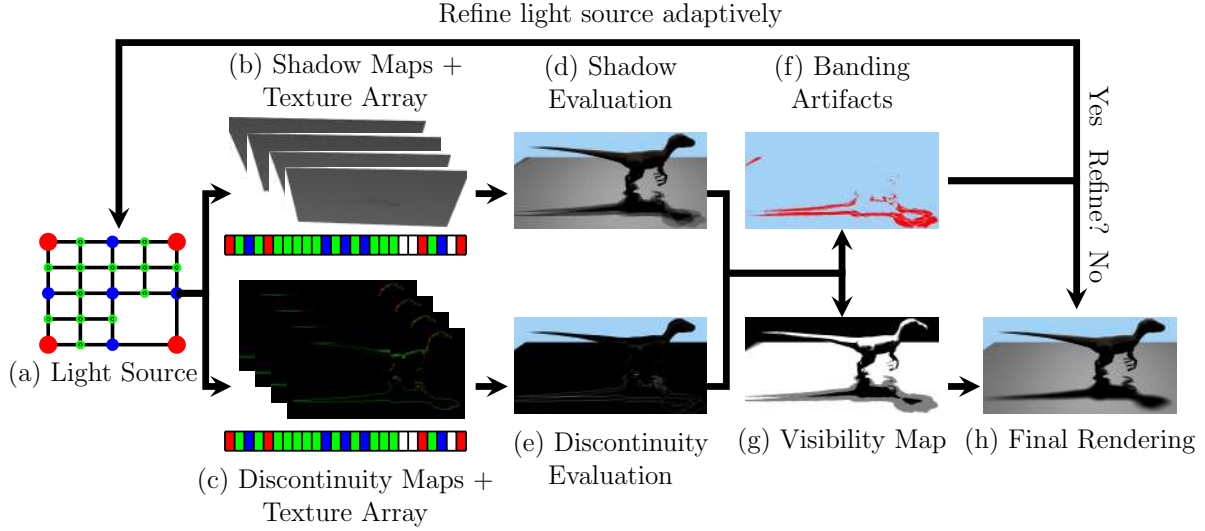 Refine light source adaptively
(b) Shadow Maps +
Texture Array
(d) Shadow
Evaluation
(f) Banding
Artifacts
Yes Refine? No
(a) Light Source
(c) Discontinuity Maps +
Texture Array
(e) Discontinuity
Evaluation
(g) Visibility Map
(h) Final Rendering